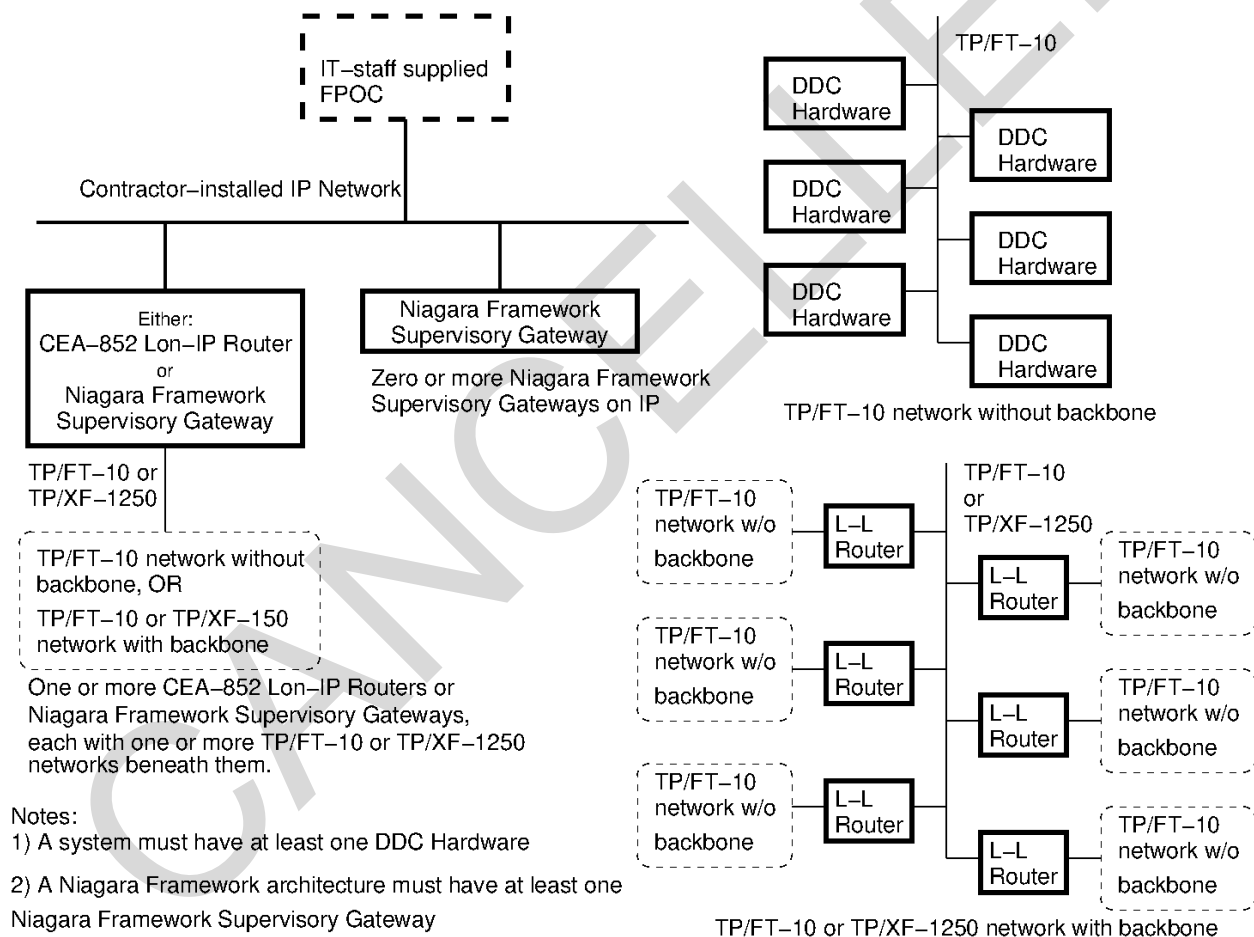 IT-staff supplied
FPOC
Contractor-installed IP Network
Either:
CEA-852 Lon-IP Router
or
Niagara Framework
Supervisory Gateway
Niagara Framework
Supervisory Gateway
Zero or more Niagara Framework
Supervisory Gateways on IP
TP/FT-10 or
TP/XF-1250
TP/FT-10 network without
backbone, OR
TP/FT-10 or TP/XF-150
network with backbone
One or more CEA-852 Lon-IP Routers or
Niagara Framework Supervisory Gateways,
each with one or more TP/FT-10 or TP/XF-1250
networks beneath them.
Notes:
1) A system must have at least one DDC Hardware
2) A Niagara Framework architecture must have at least one
Niagara Framework Supervisory Gateway
TP/FT-10
DDC
Hardware
DDC
Hardware
DDC
Hardware
DDC
Hardware
DDC
Hardware
DDC
Hardware
TP/FT-10 network without backbone
TP/FT-10
or
TP/XF-1250
TP/FT-10
network w/o
backbone
L-L
Router
L-L
Router
TP/FT-10
network w/o
backbone
TP/FT-10
network w/o
backbone
L-L
Router
L-L
Router
TP/FT-10
network w/o
backbone
TP/FT-10
network w/o
backbone
L-L
Router
L-L
Router
TP/FT-10
network w/o
backbone
TP/FT-10 or TP/XF-1250 network with backbone